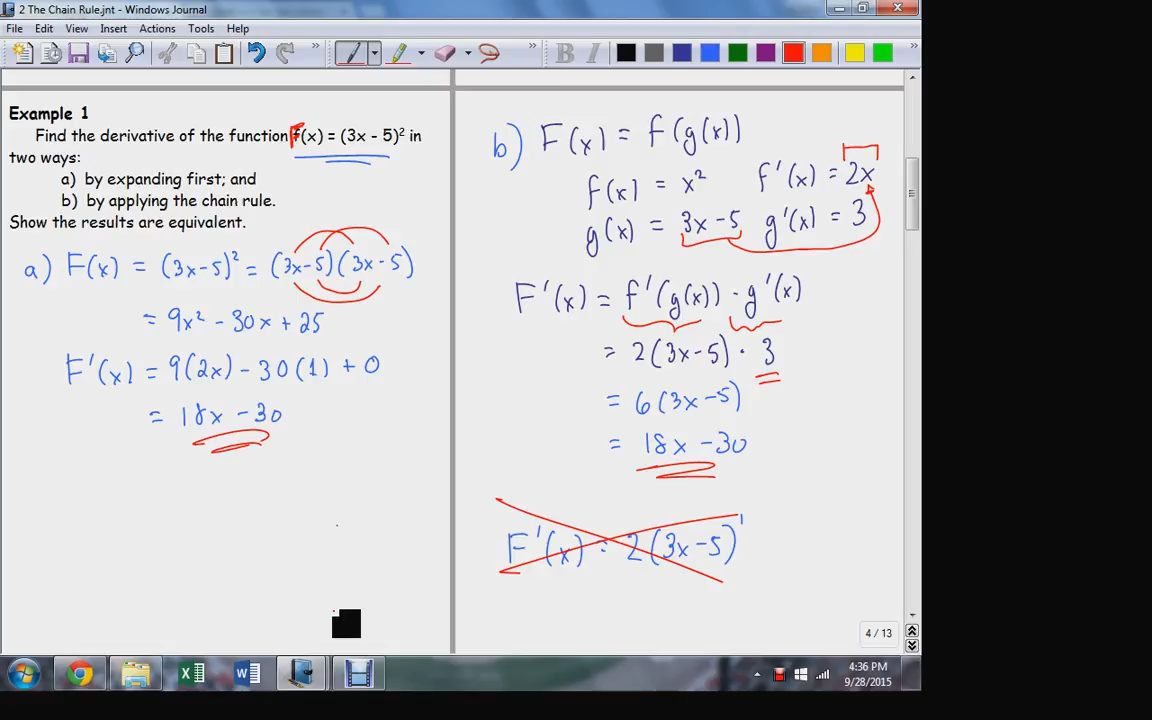 2 The Chain Rule.jnt - Windows Journal
File Edit View Insert Actions Tools Help
Example 1
Find the derivative of the function F(x) = (3x - 5)² in
two ways:
a) by expanding first; and
b) by applying the chain rule.
Show the results are equivalent.
a) F(x) = (3x-5)² = (3x-5)(3x-5)
= 9x² - 30x + 25
F'(x) = 9(2x) - 30(1) + 0
= 18x - 30
b) F(x) = f(g(x))
f(x) = x² f'(x) = 2x
g(x) = 3x - 5 g'(x) = 3
F'(x) = f'(g(x)) · g'(x)
= 2(3x-5) · 3
= 6(3x-5)
= 18x - 30
F'(x) = 2(3x-5)¹
4 / 13
4:36 PM
9/28/2015